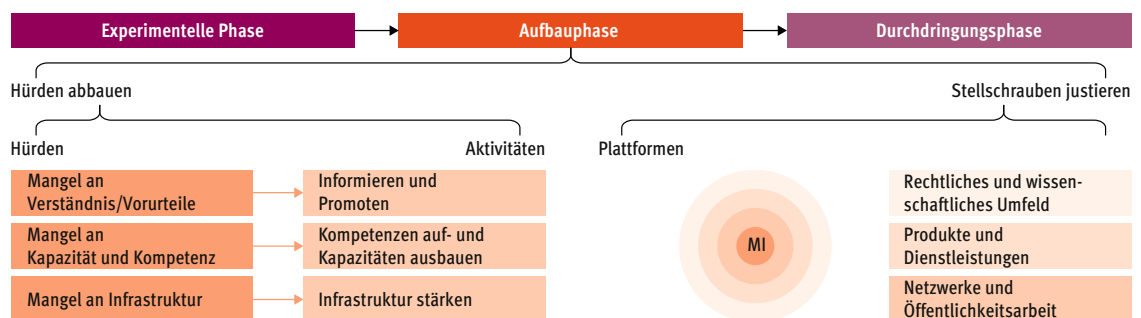 Experimentelle Phase
Aufbauphase
Durchdringungsphase
Hürden abbauen
Stellschrauben justieren
Hürden
Aktivitäten
Plattformen
Mangel an
Verständnis/Vorurteile
Informieren und
Promoten
Mangel an
Kapazität und Kompetenz
Kompetenzen auf- und
Kapazitäten ausbauen
Mangel an Infrastruktur
Infrastruktur stärken
MI
Rechtliches und wissen-
schaftliches Umfeld
Produkte und
Dienstleistungen
Netzwerke und
Öffentlichkeitsarbeit